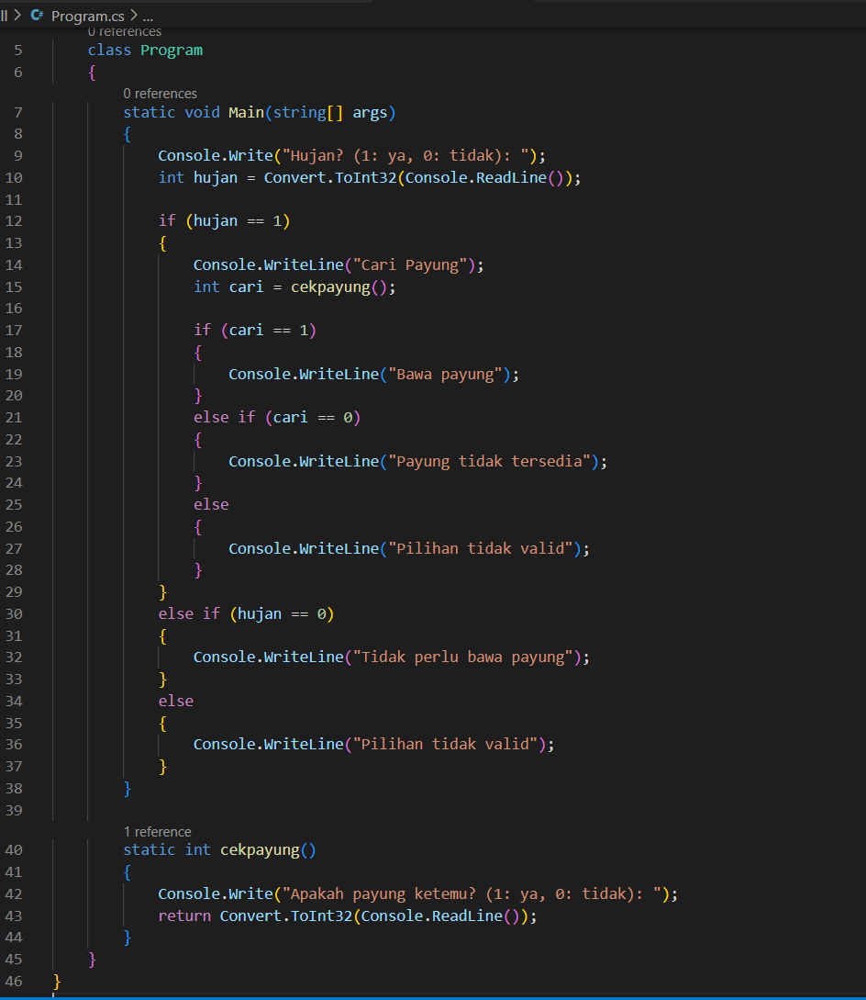 ll > C# Program.cs > ...
0 references
5 class Program
6 {
0 references
7 static void Main(string[] args)
8 {
9 Console.Write("Hujan? (1: ya, 0: tidak): ");
10 int hujan = Convert.ToInt32(Console.ReadLine());
11
12 if (hujan == 1)
13 {
14 Console.WriteLine("Cari Payung");
15 int cari = cekpayung();
16
17 if (cari == 1)
18 {
19 Console.WriteLine("Bawa payung");
20 }
21 else if (cari == 0)
22 {
23 Console.WriteLine("Payung tidak tersedia");
24 }
25 else
26 {
27 Console.WriteLine("Pilihan tidak valid");
28 }
29 }
30 else if (hujan == 0)
31 {
32 Console.WriteLine("Tidak perlu bawa payung");
33 }
34 else
35 {
36 Console.WriteLine("Pilihan tidak valid");
37 }
38 }
39
1 reference
40 static int cekpayung()
41 {
42 Console.Write("Apakah payung ketemu? (1: ya, 0: tidak): ");
43 return Convert.ToInt32(Console.ReadLine());
44 }
45 }
46 }